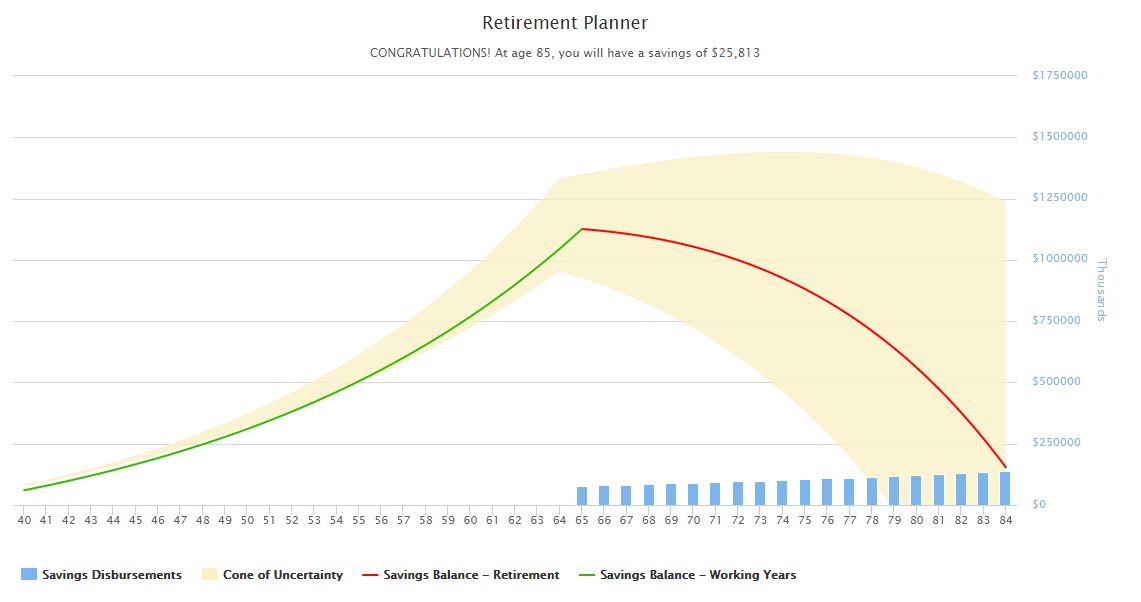 Retirement Planner
CONGRATULATIONS! At age 85, you will have a savings of $25,813
$1750000
$1500000
$1250000
$1000000
$750000
$500000
$250000
$0
Thousands
40 41 42 43 44 45 46 47 48 49 50 51 52 53 54 55 56 57 58 59 60 61 62 63 64 65 66 67 68 69 70 71 72 73 74 75 76 77 78 79 80 81 82 83 84
Savings Disbursements Cone of Uncertainty Savings Balance – Retirement Savings Balance – Working Years